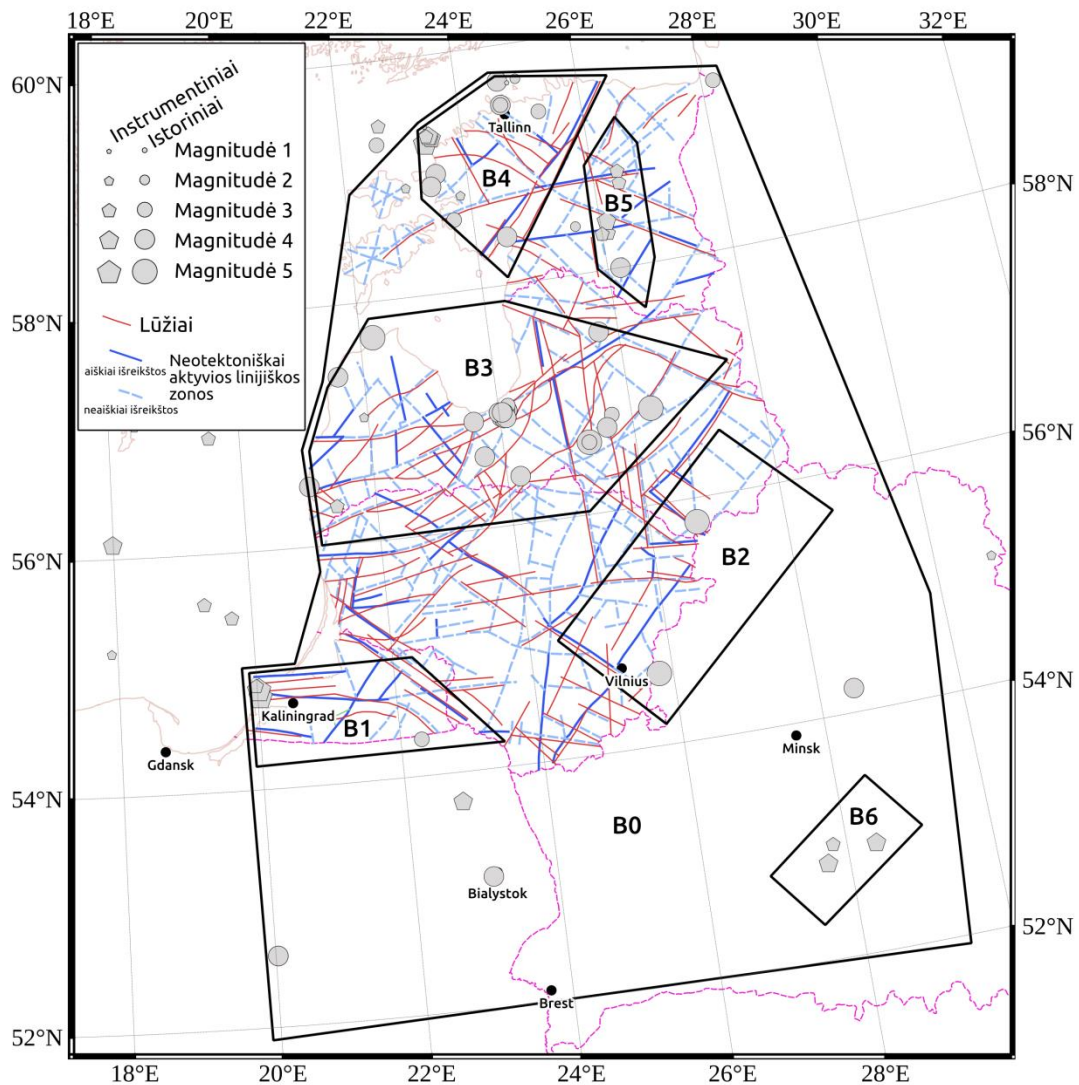 18°E 20°E 22°E 24°E 26°E 28°E 30°E 32°E
60°N
58°N
56°N
54°N
52°N
58°N
56°N
54°N
52°N
18°E 20°E 22°E 24°E 26°E 28°E
Instrumentiniai
Istoriniai
Magnitudė 1
Magnitudė 2
Magnitudė 3
Magnitudė 4
Magnitudė 5
Lūžiai
aiškiai išreikštos
neaiškiai išreikštos
Neotektoniškai
aktyvios linijiškos
zonos
Tallinn
B4
B5
B3
B2
Vilnius
Kaliningrad
B1
Gdansk
Minsk
B0
B6
Bialystok
Brest